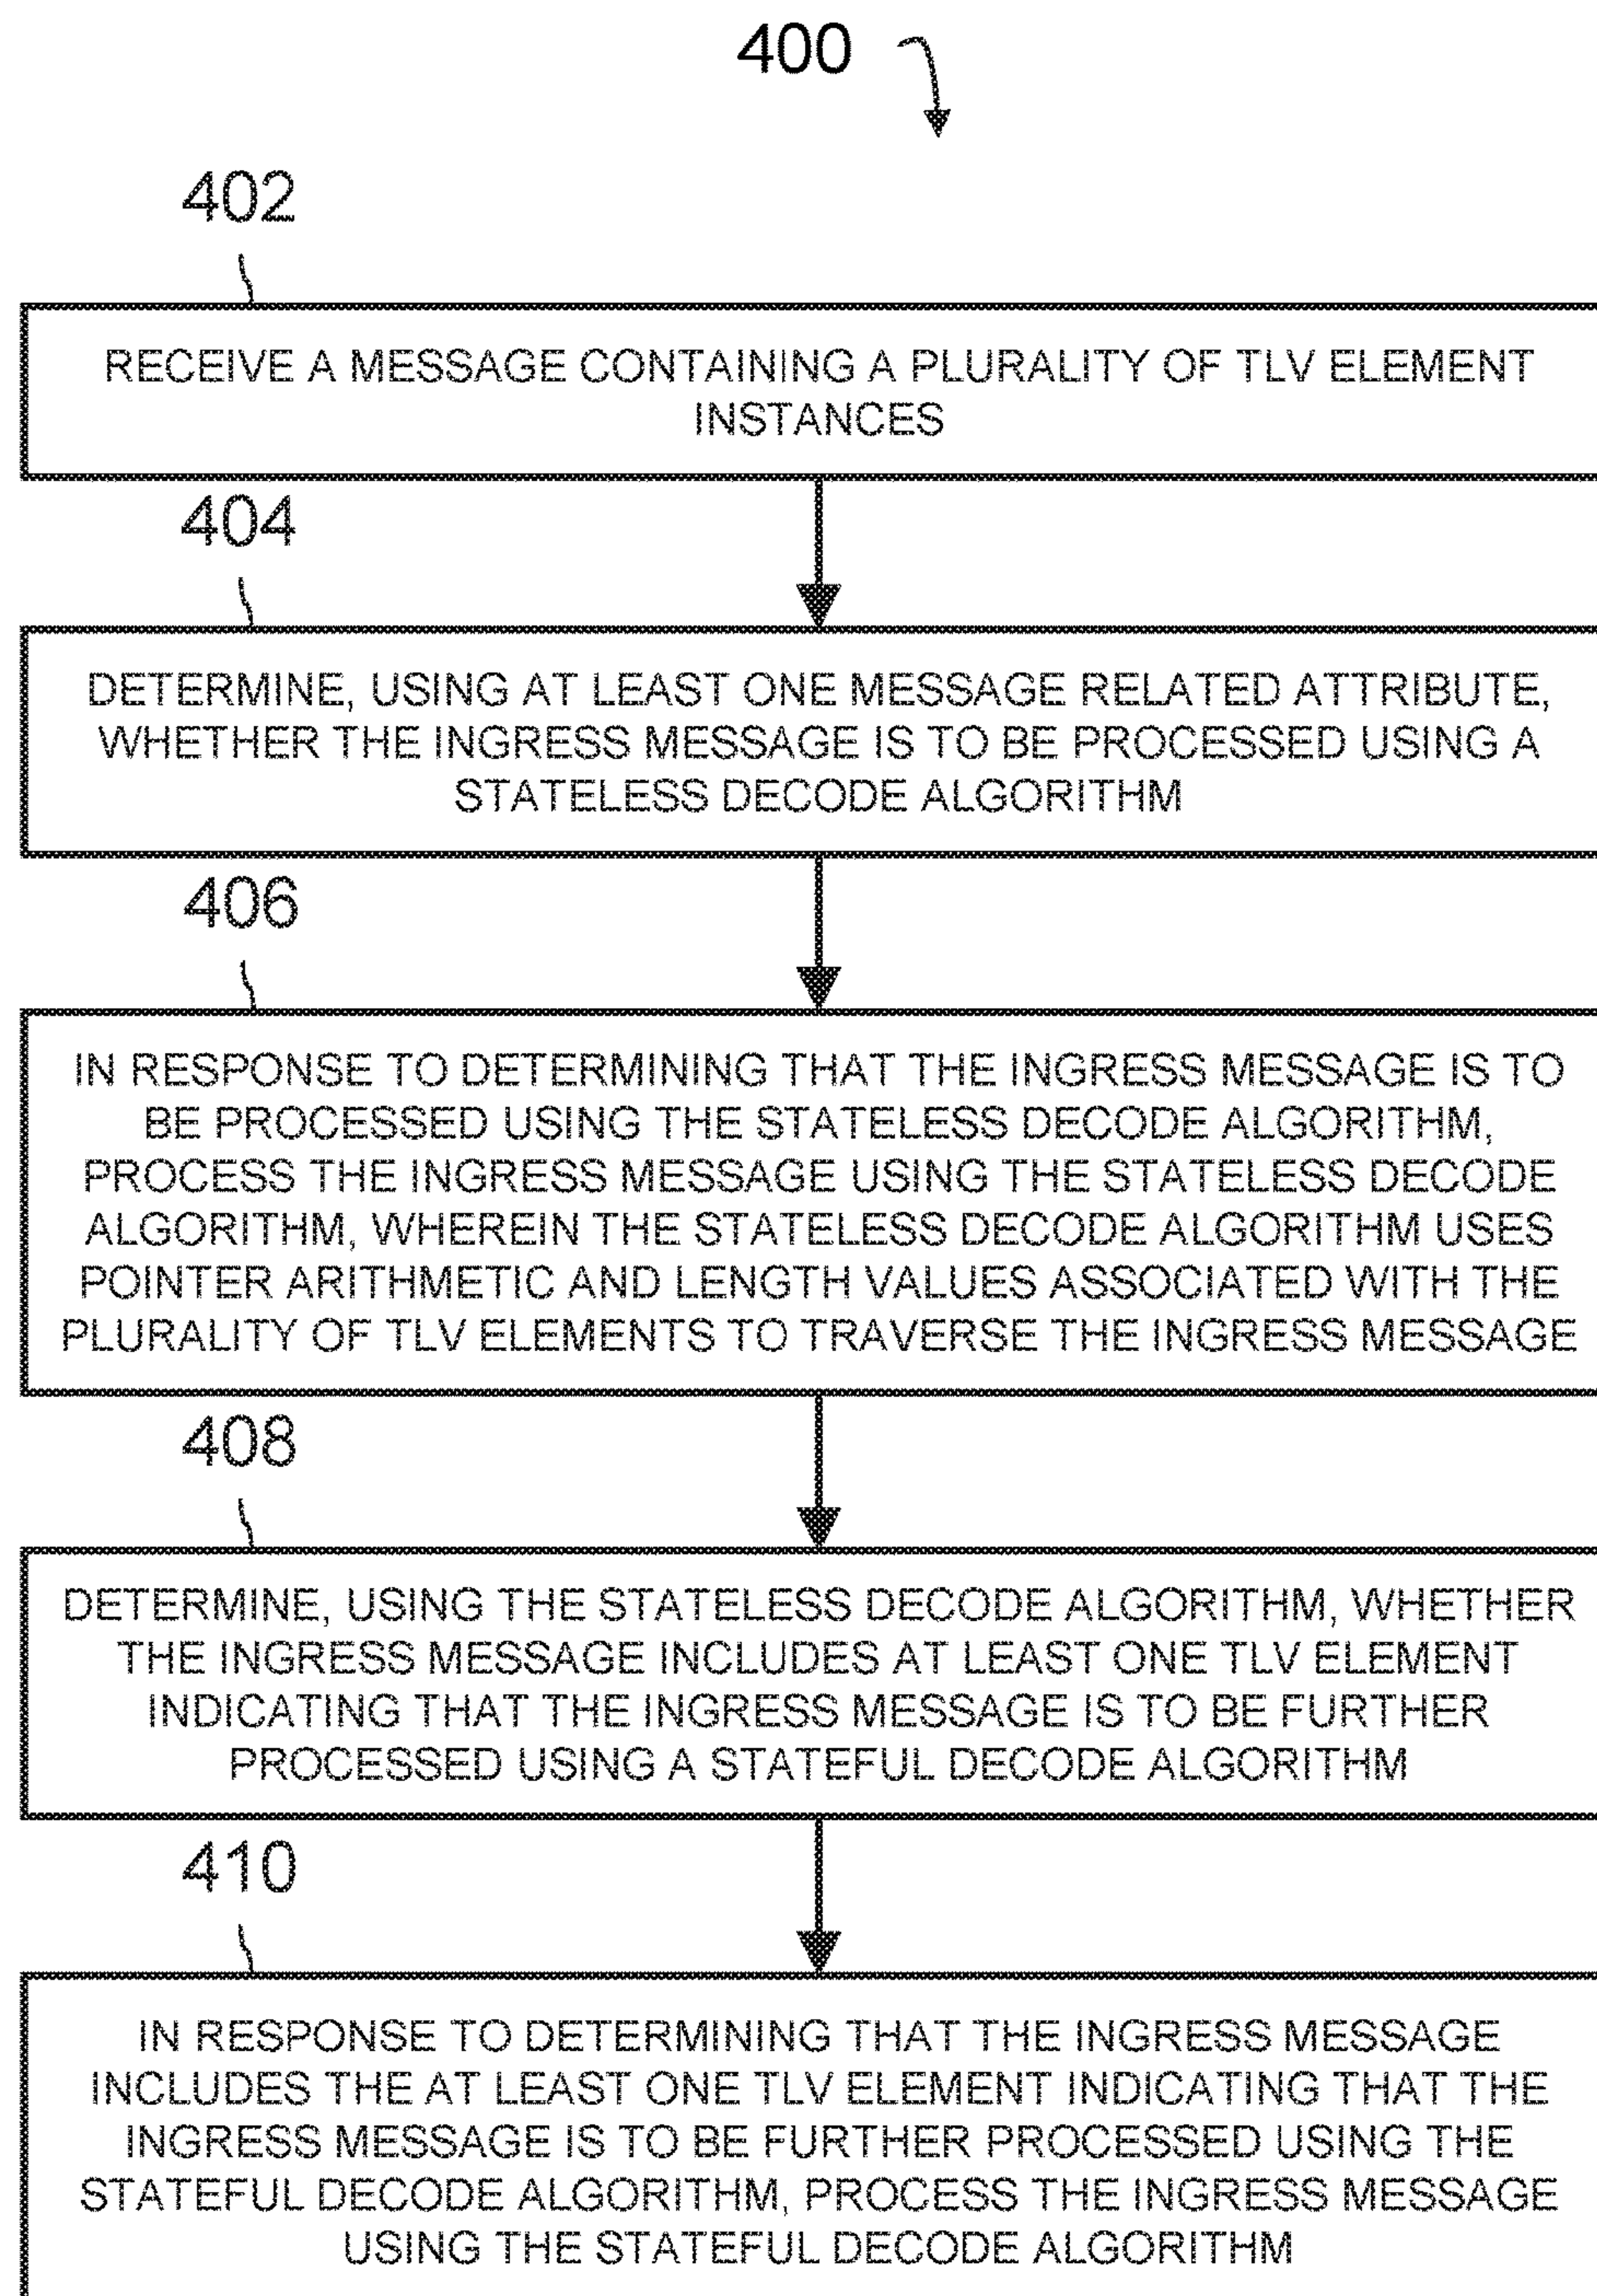 400
402
RECEIVE A MESSAGE CONTAINING A PLURALITY OF TLV ELEMENT
INSTANCES
404
DETERMINE, USING AT LEAST ONE MESSAGE RELATED ATTRIBUTE,
WHETHER THE INGRESS MESSAGE IS TO BE PROCESSED USING A
STATELESS DECODE ALGORITHM
406
IN RESPONSE TO DETERMINING THAT THE INGRESS MESSAGE IS TO
BE PROCESSED USING THE STATELESS DECODE ALGORITHM,
PROCESS THE INGRESS MESSAGE USING THE STATELESS DECODE
ALGORITHM, WHEREIN THE STATELESS DECODE ALGORITHM USES
POINTER ARITHMETIC AND LENGTH VALUES ASSOCIATED WITH THE
PLURALITY OF TLV ELEMENTS TO TRAVERSE THE INGRESS MESSAGE
408
DETERMINE, USING THE STATELESS DECODE ALGORITHM, WHETHER
THE INGRESS MESSAGE INCLUDES AT LEAST ONE TLV ELEMENT
INDICATING THAT THE INGRESS MESSAGE IS TO BE FURTHER
PROCESSED USING A STATEFUL DECODE ALGORITHM
410
IN RESPONSE TO DETERMINING THAT THE INGRESS MESSAGE
INCLUDES THE AT LEAST ONE TLV ELEMENT INDICATING THAT THE
INGRESS MESSAGE IS TO BE FURTHER PROCESSED USING THE
STATEFUL DECODE ALGORITHM, PROCESS THE INGRESS MESSAGE
USING THE STATEFUL DECODE ALGORITHM